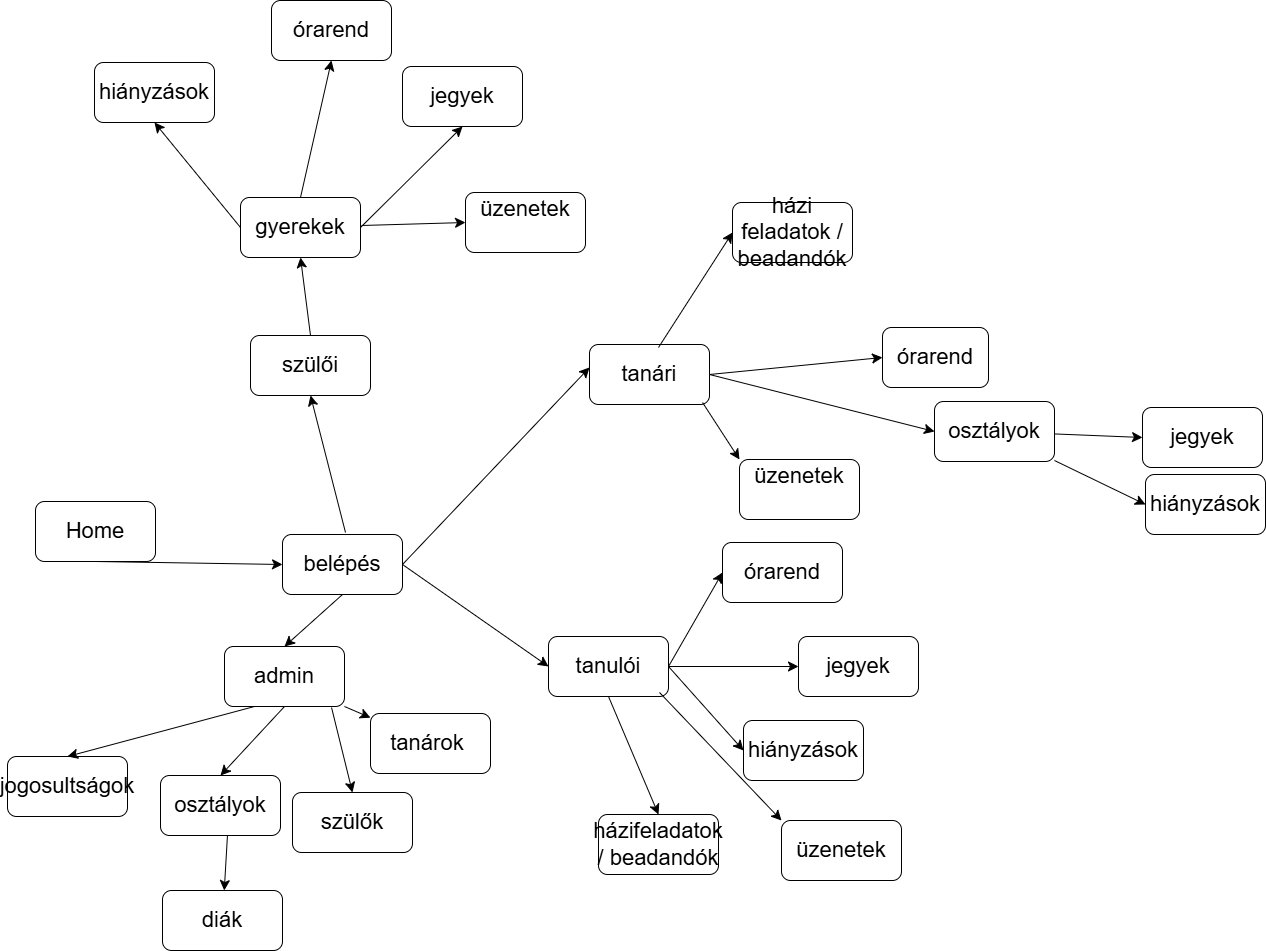 órarend
hiányzások
jegyek
gyerekek
üzenetek
szülői
házi
feladatok /
beadandók
tanári
órarend
osztályok
jegyek
hiányzások
üzenetek
Home
belépés
órarend
tanulói
jegyek
hiányzások
házifeladatok
/ beadandók
üzenetek
admin
tanárok
jogosultságok
osztályok
szülők
diák